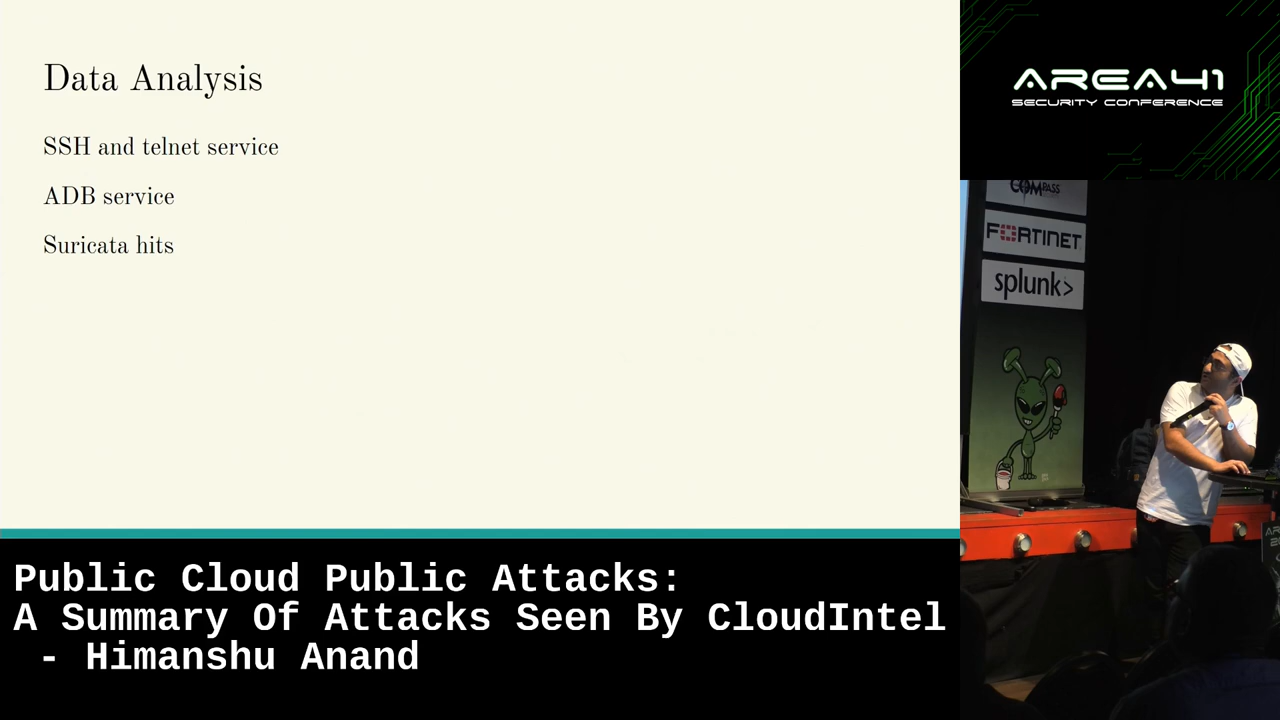 Data Analysis
SSH and telnet service
ADB service
Suricata hits
AREA41
SECURITY CONFERENCE
COMPASS
FORTINET
splunk>
Public Cloud Public Attacks:
A Summary Of Attacks Seen By CloudIntel
- Himanshu Anand